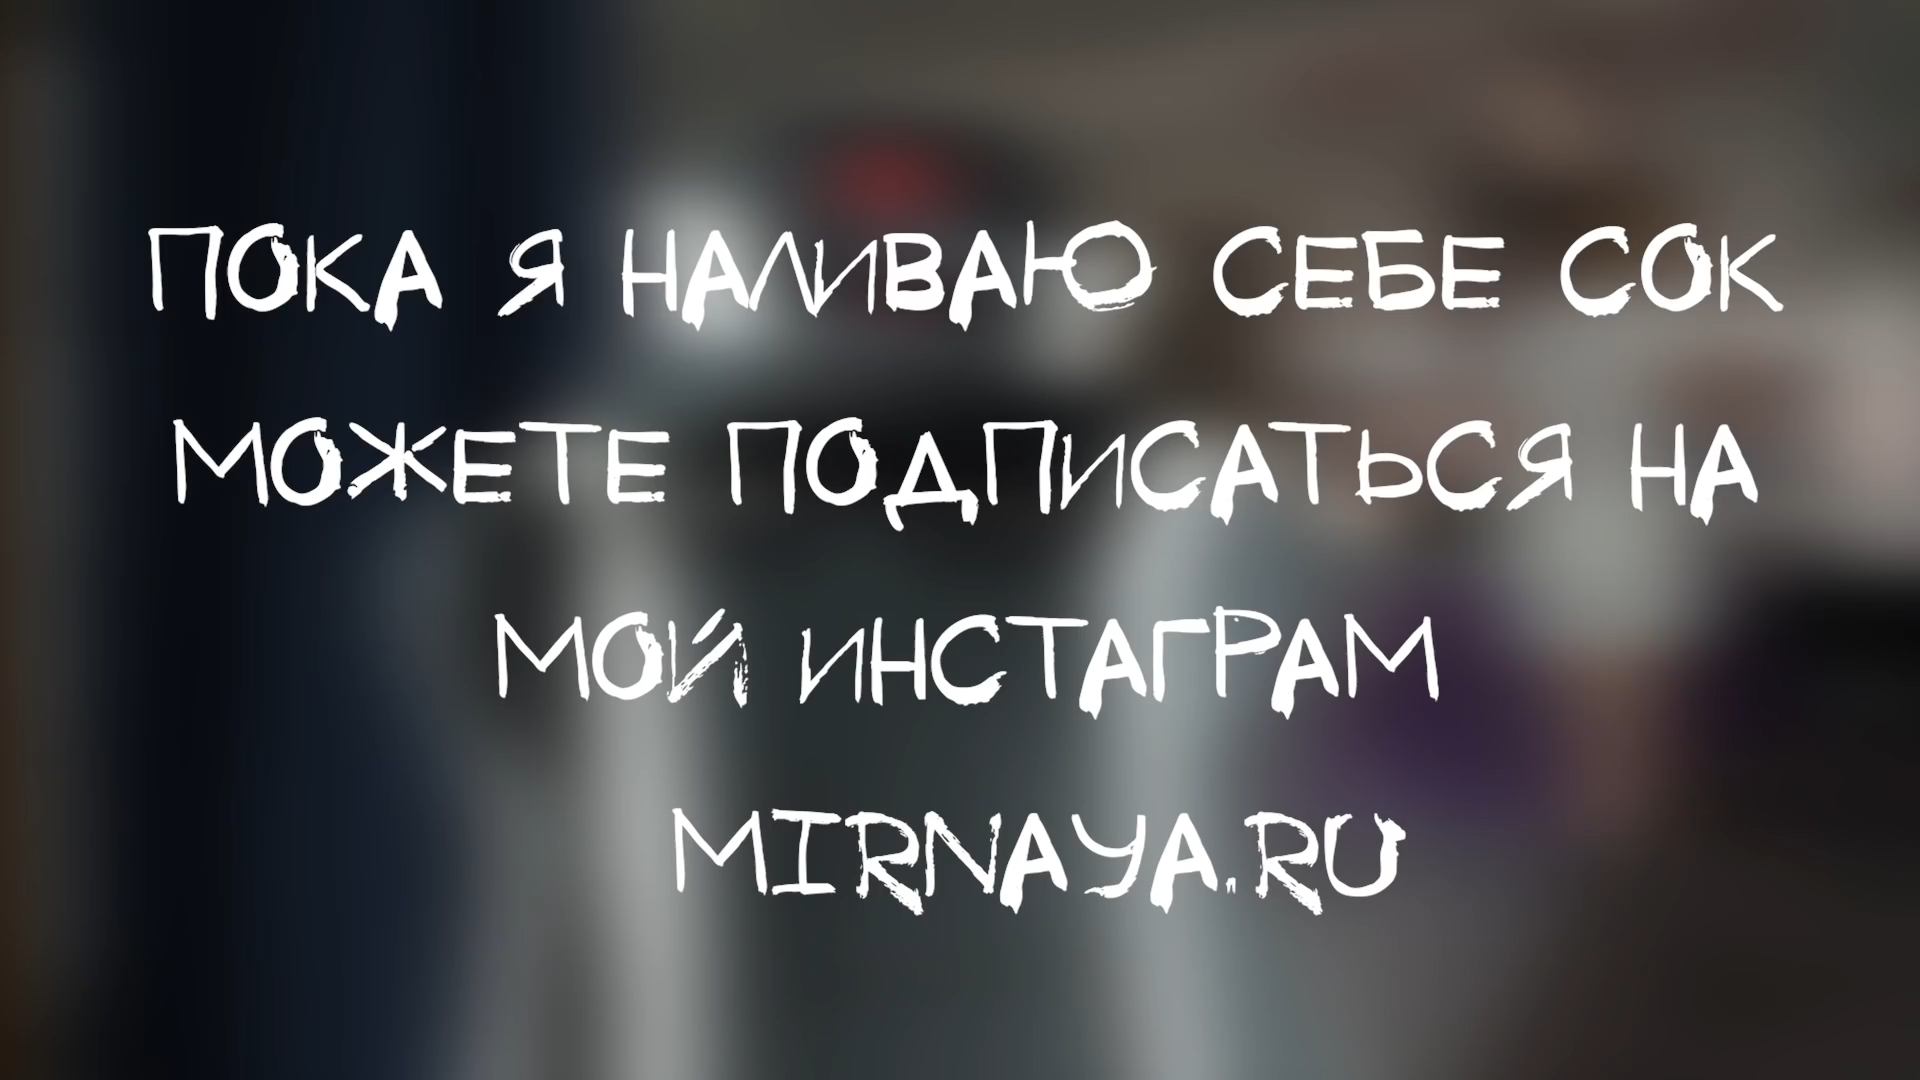 ПОКА Я НАЛИВАЮ СЕБЕ СОК
МОЖЕТЕ ПОДПИСАТЬСЯ НА
МОЙ ИНСТАГРАМ
MIRNAYA.RU